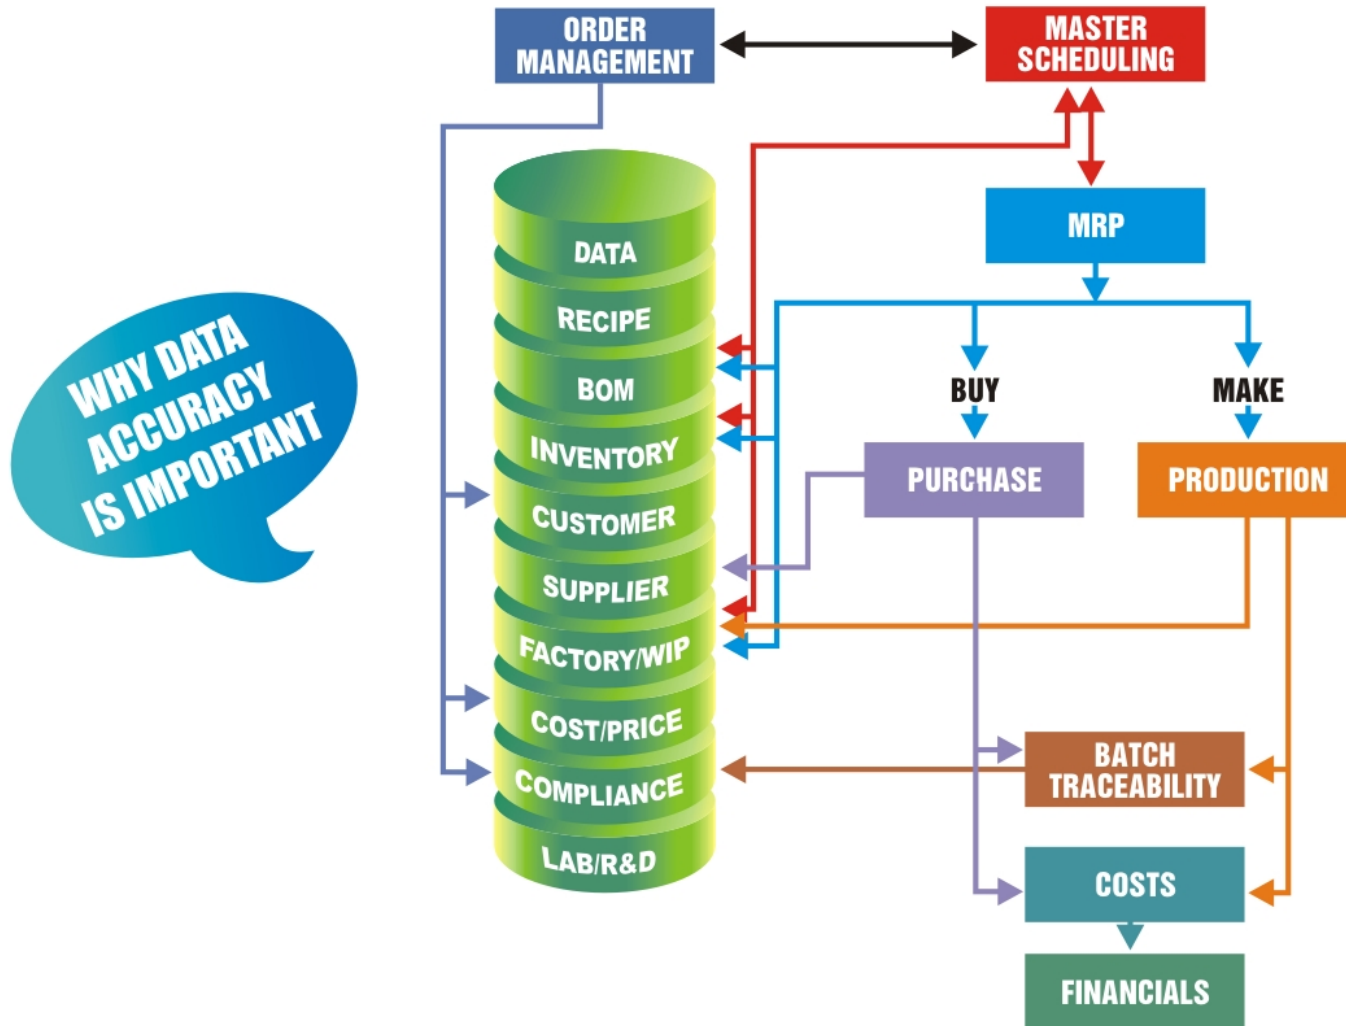 ORDER
MANAGEMENT
MASTER
SCHEDULING
MRP
DATA
RECIPE
BOM
INVENTORY
CUSTOMER
SUPPLIER
FACTORY/WIP
COST/PRICE
COMPLIANCE
LAB/R&D
WHY DATA
ACCURACY
IS IMPORTANT
BUY
MAKE
PURCHASE
PRODUCTION
BATCH
TRACEABILITY
COSTS
FINANCIALS